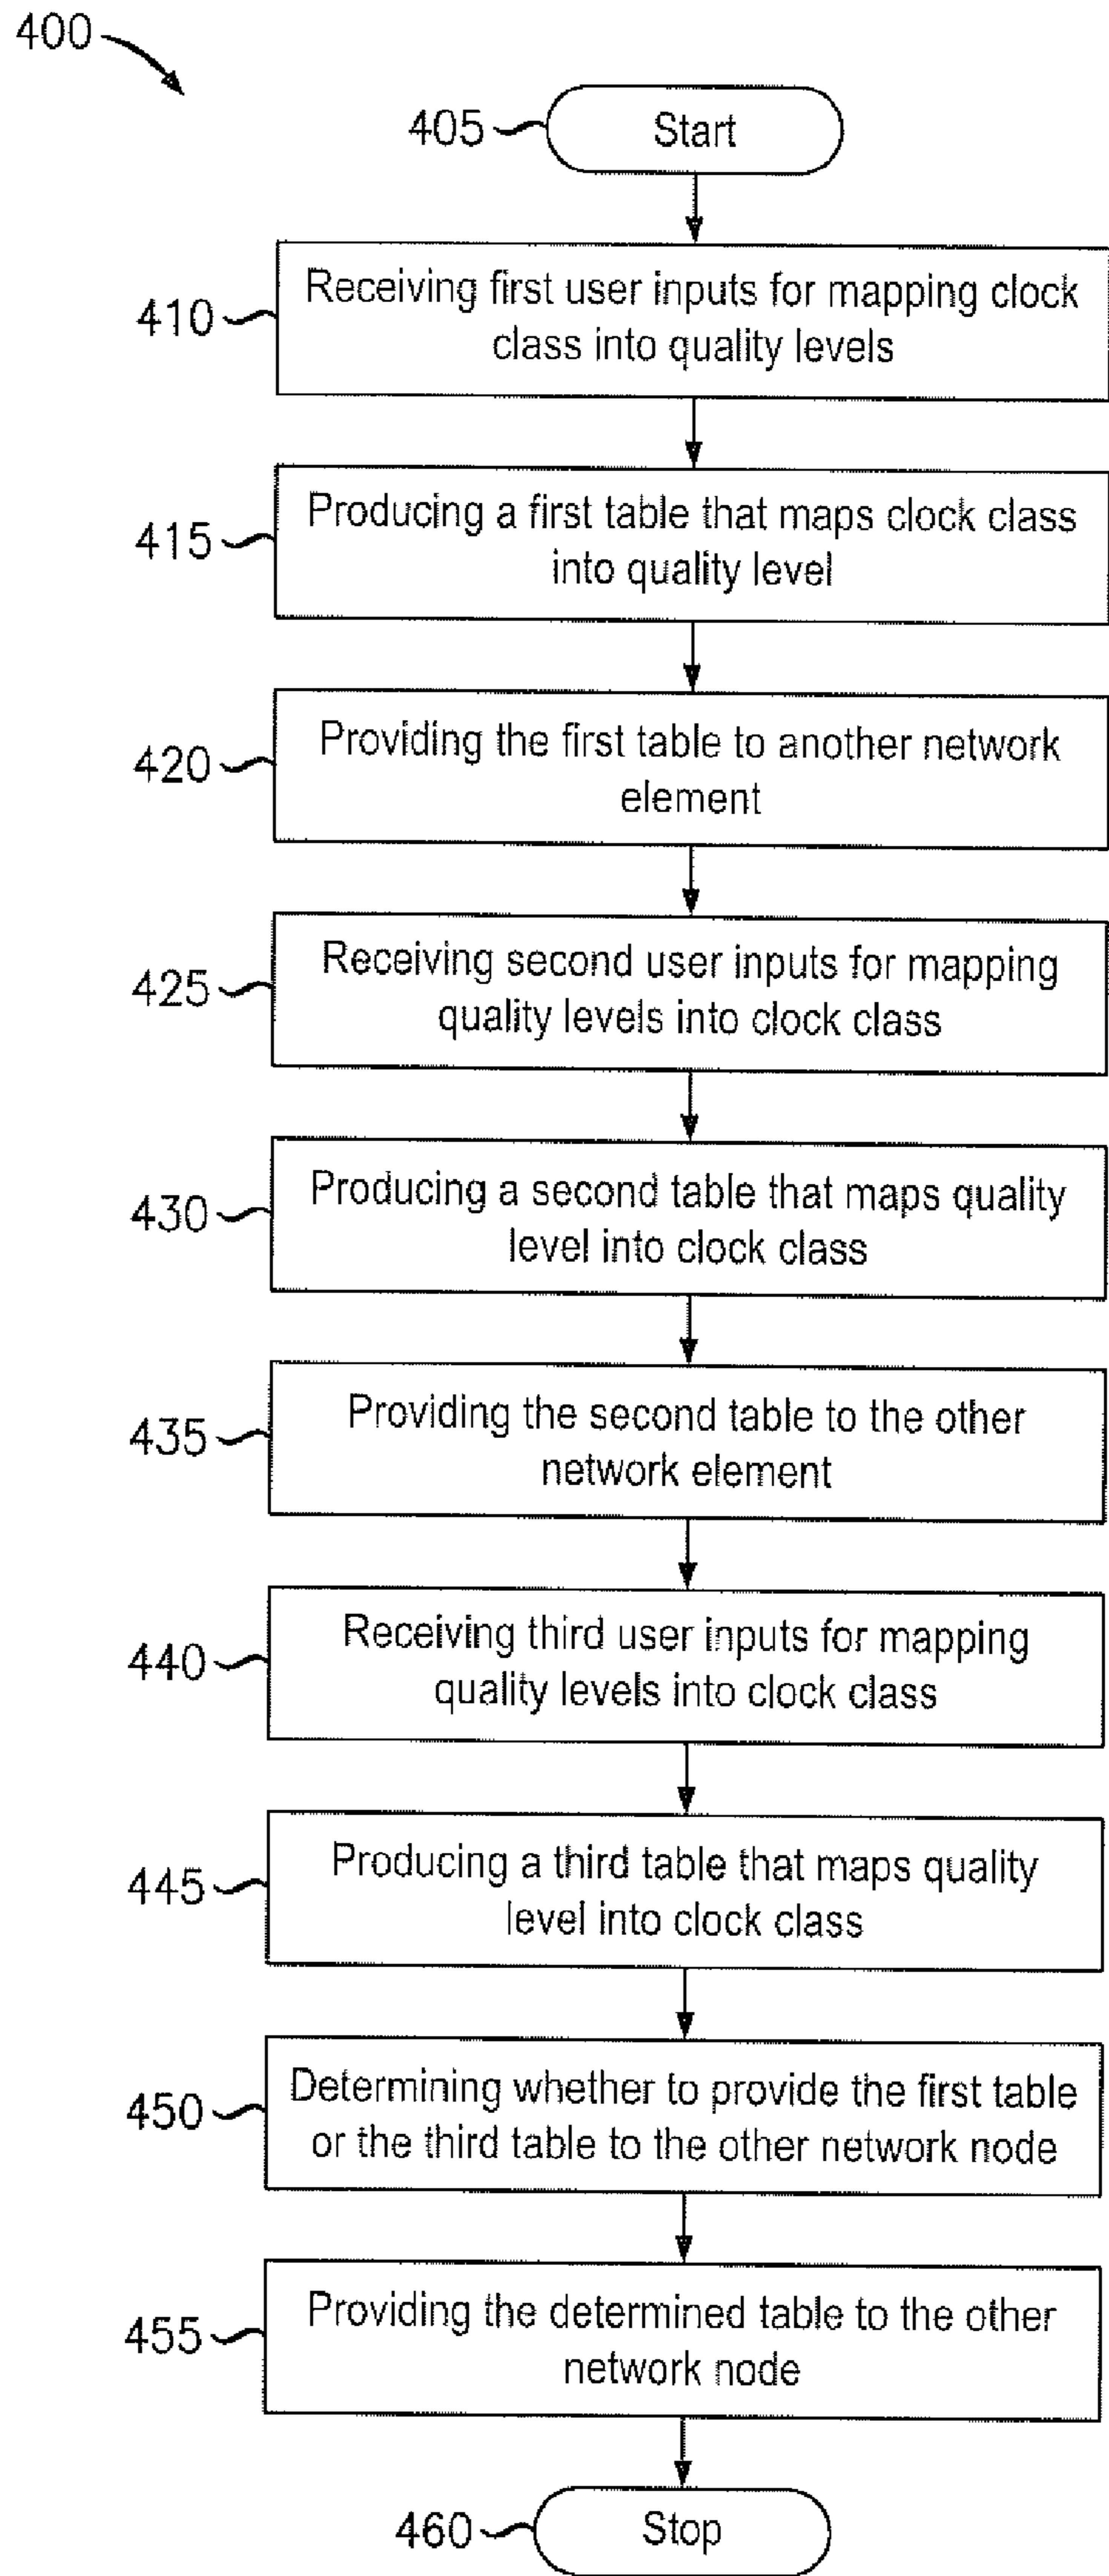 400
405
Start
410
Receiving first user inputs for mapping clock
class into quality levels
415
Producing a first table that maps clock class
into quality level
420
Providing the first table to another network
element
425
Receiving second user inputs for mapping
quality levels into clock class
430
Producing a second table that maps quality
level into clock class
435
Providing the second table to the other
network element
440
Receiving third user inputs for mapping
quality levels into clock class
445
Producing a third table that maps quality
level into clock class
450
Determining whether to provide the first table
or the third table to the other network node
455
Providing the determined table to the other
network node
460
Stop